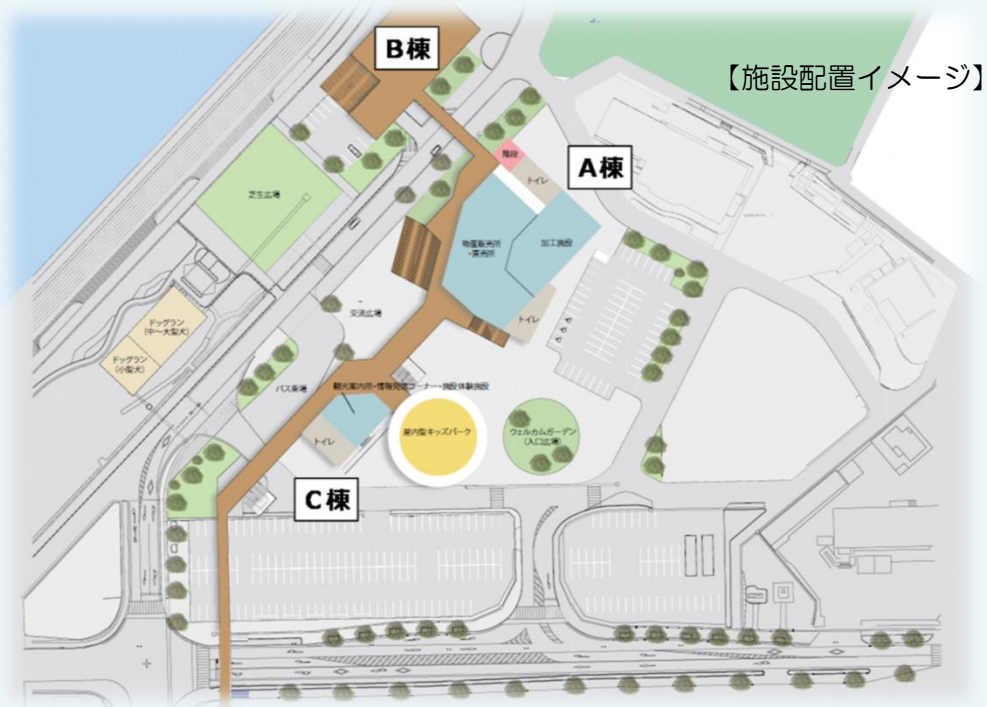 B棟
【施設配置イメージ】
階段
A棟
トイレ
芝生広場
物産販売所
・直売所
加工施設
交流広場
トイレ
ドッグラン
(中~大型犬)
ドッグラン
(小型犬)
バス乗場
観光案内所・情報発信コーナー・施設体験施設
トイレ
屋内型キッズパーク
ウェルカムガーデン
(入口広場)
C棟